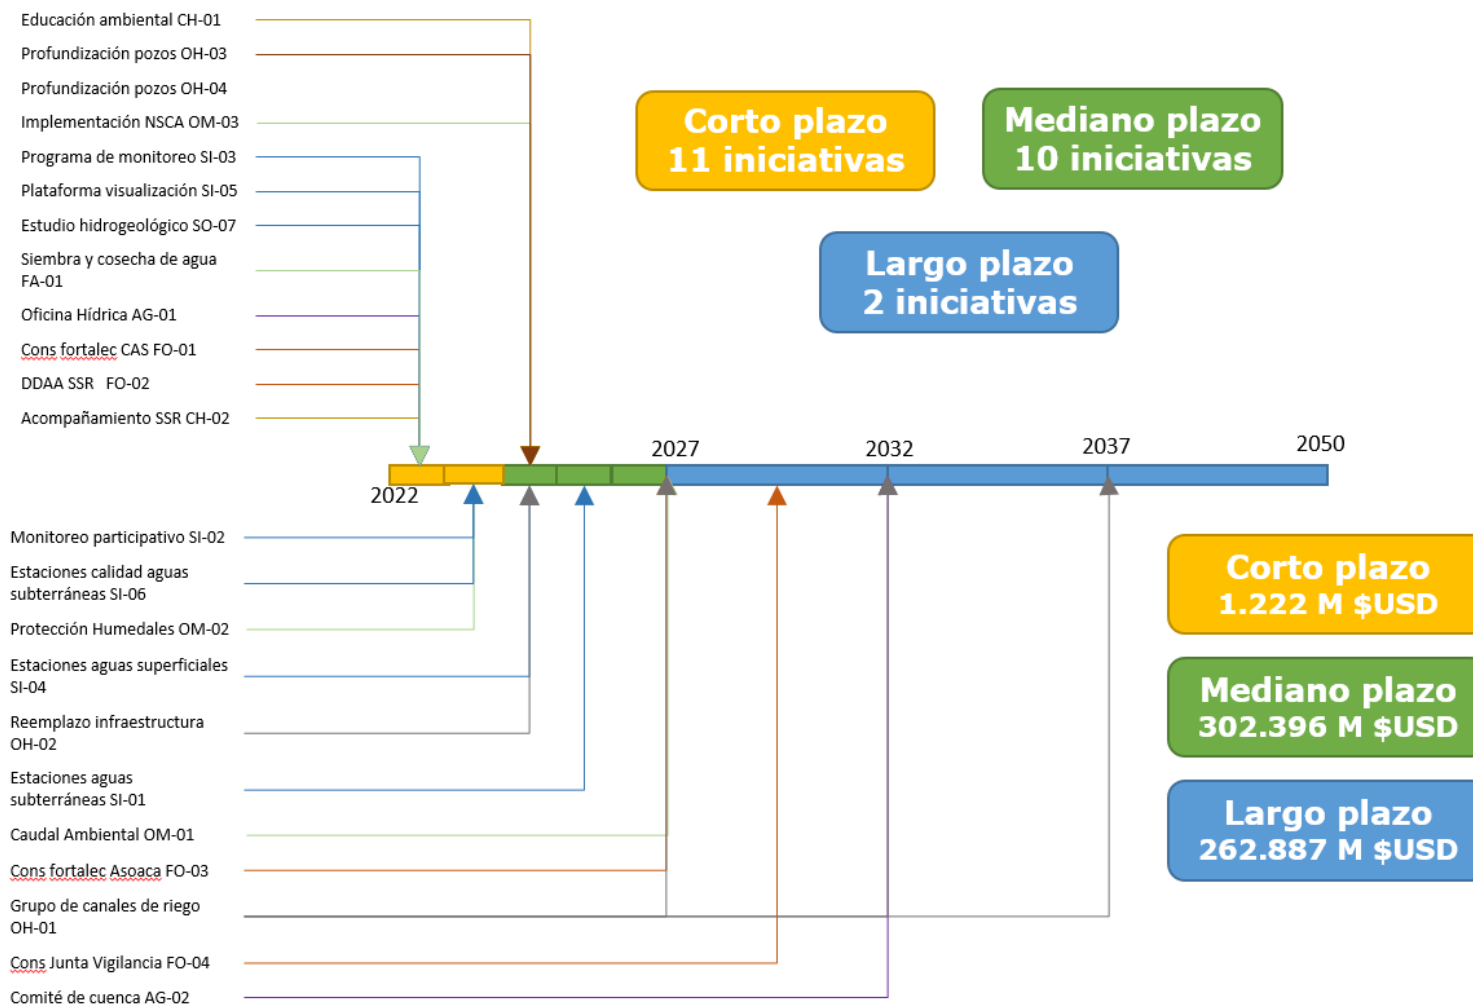 Educación ambiental CH-01
Profundización pozos OH-03
Profundización pozos OH-04
Implementación NSCA OM-03
Programa de monitoreo SI-03
Plataforma visualización SI-05
Estudio hidrogeológico SO-07
Siembra y cosecha de agua
FA-01
Oficina Hídrica AG-01
Cons fortalec CAS FO-01
DDAA SSR FO-02
Acompañamiento SSR CH-02
Corto plazo
11 iniciativas
Mediano plazo
10 iniciativas
Largo plazo
2 iniciativas
2022
2027
2032
2037
2050
Monitoreo participativo SI-02
Estaciones calidad aguas
subterráneas SI-06
Protección Humedales OM-02
Estaciones aguas superficiales
SI-04
Reemplazo infraestructura
OH-02
Estaciones aguas
subterráneas SI-01
Caudal Ambiental OM-01
Cons fortalec Asoaca FO-03
Grupo de canales de riego
OH-01
Cons Junta Vigilancia FO-04
Comité de cuenca AG-02
Corto plazo
1.222 M $USD
Mediano plazo
302.396 M $USD
Largo plazo
262.887 M $USD